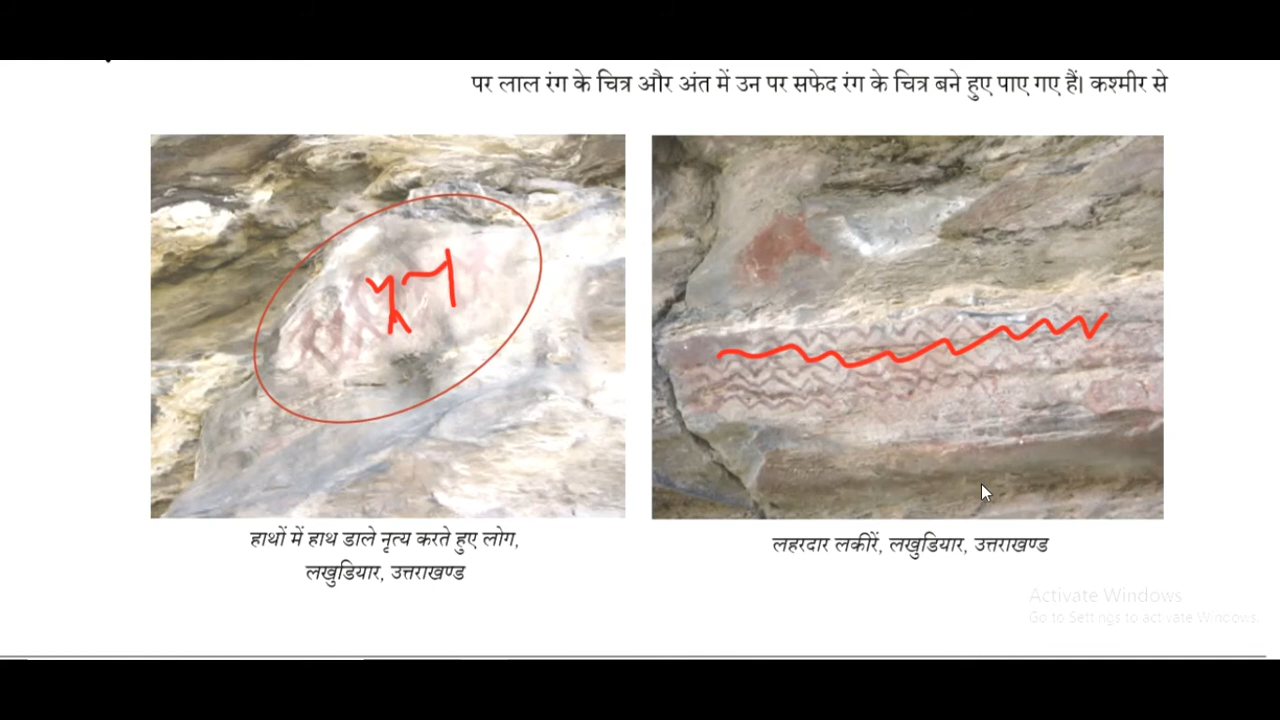 पर लाल रंग के चित्र और अंत में उन पर सफेद रंग के चित्र बने हुए पाए गए हैं। कश्मीर से
हाथों में हाथ डाले नृत्य करते हुए लोग,
लखुडियार, उत्तराखण्ड
लहरदार लकीरें, लखुडियार, उत्तराखण्ड
Activate Windows
Go to Settings to activate Windows.